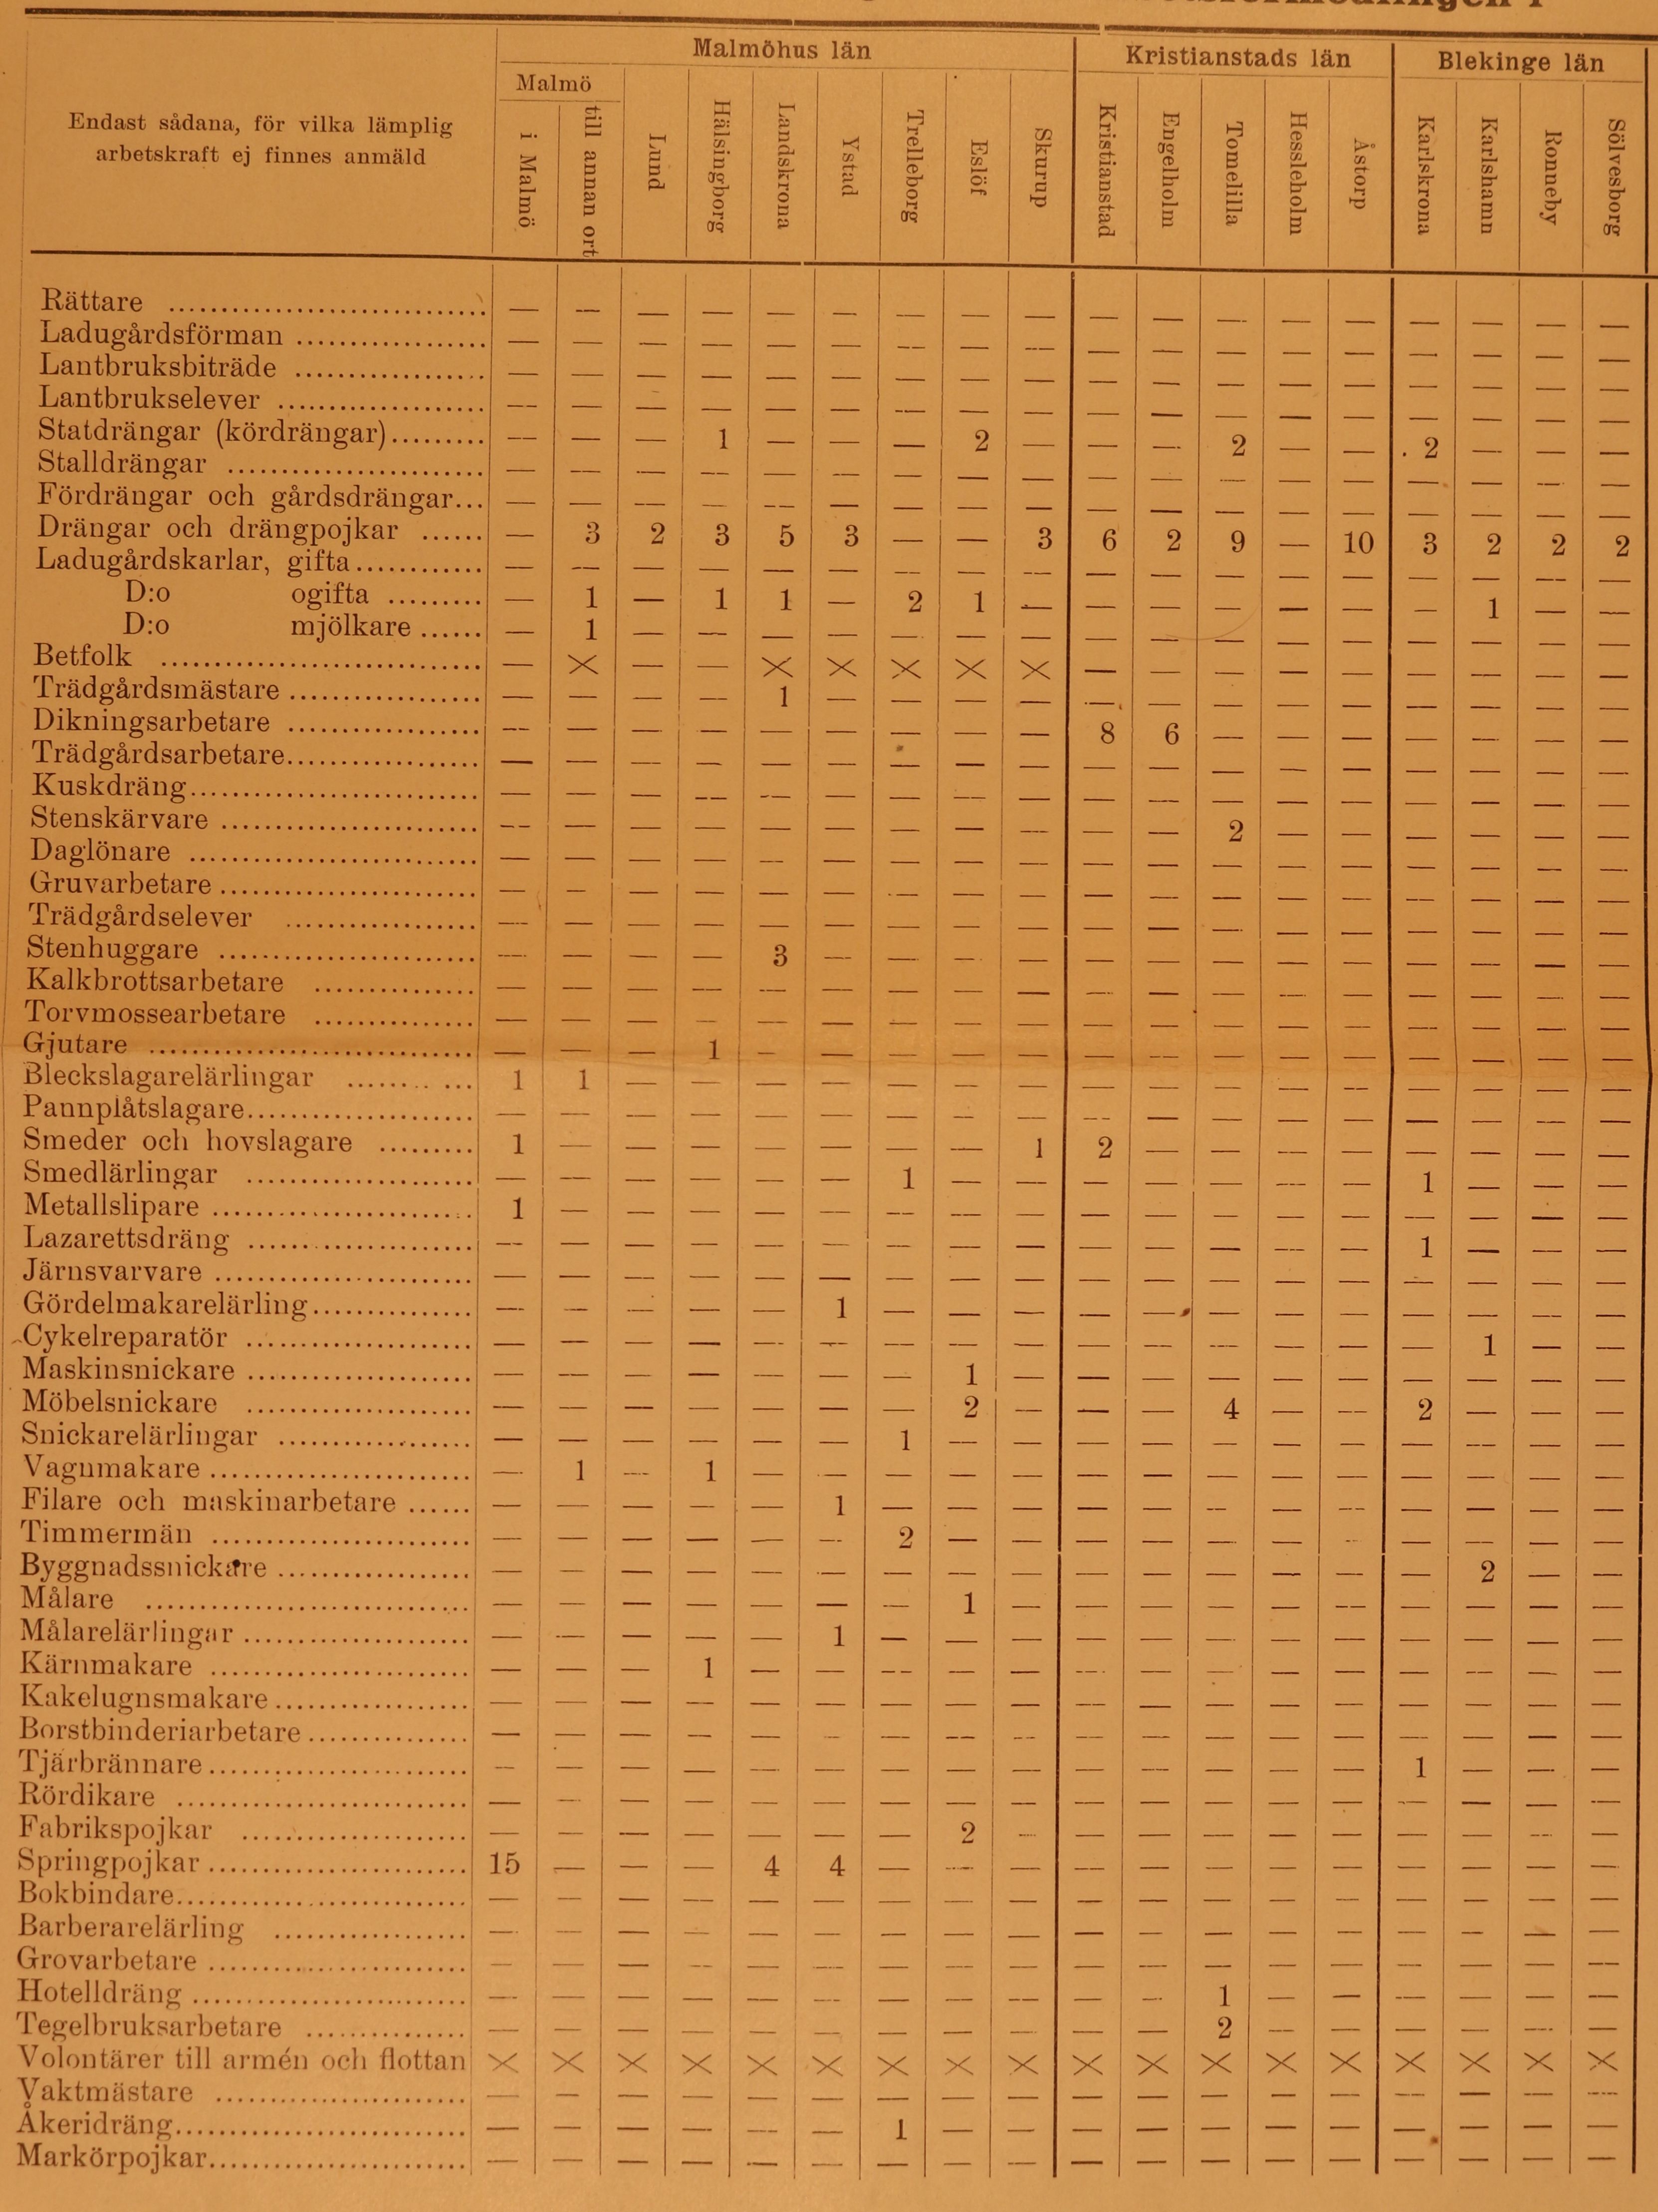 Malmöhus län Kristianstads län Blekinge län
Malmö
Endast sådana, för vilka lämplig
arbetskraft ej finnes anmäld
i Malmö
till annan ort
Lund
Hälsingborg
Landskrona
Ystad
Trelleborg
Eslöf
Skurup
Kristianstad
Engelholm
Tomelilla
Hessleholm
Åstorp
Karlskrona
Karlshamn
Ronneby
Sölvesborg
Rättare ..... — — — — — — — — — — — — — — — — — —
Ladugårdsförman ..... — — — — — — — — — — — — — — — — — —
Lantbruksbiträde ..... — — — — — — — — — — — — — — — — — —
Lantbrukselever ..... — — — — — — — — — — — — — — — — — —
Statdrängar (kördrängar) ..... — — — 1 — — — 2 — — — 2 — — 2 — — —
Stalldrängar ..... — — — — — — — — — — — — — — — — — —
Fördrängar och gårdsdrängar... — — — — — — — — — — — — — — — — — —
Drängar och drängpojkar ..... — 3 2 3 5 3 — — 3 6 2 9 — 10 3 2 2 2
Ladugårdskarlar, gifta ..... — — — — — — — — — — — — — — — — — —
D:o ogifta ..... — 1 — 1 1 — 2 1 — — — — — — — 1 — —
D:o mjölkare ..... — 1 — — — — — — — — — — — — — — — —
Betfolk ..... — × — — × × × × × — — — — — — — — —
Trädgårdsmästare ..... — — — — 1 — — — — — — — — — — — — —
Dikningsarbetare ..... — — — — — — — — — 8 6 — — — — — — —
Trädgårdsarbetare ..... — — — — — — — — — — — — — — — — — —
Kuskdräng ..... — — — — — — — — — — — — — — — — — —
Stenskärvare ..... — — — — — — — — — — — 2 — — — — — —
Daglönare ..... — — — — — — — — — — — — — — — — — —
Gruvarbetare ..... — — — — — — — — — — — — — — — — — —
Trädgårdselever ..... — — — — — — — — — — — — — — — — — —
Stenhuggare ..... — — — — 3 — — — — — — — — — — — — —
Kalkbrottsarbetare ..... — — — — — — — — — — — — — — — — — —
Torvmossearbetare ..... — — — — — — — — — — — — — — — — — —
Gjutare ..... — — — 1 — — — — — — — — — — — — — —
Bleckslagarelärlingar ..... 1 1 — — — — — — — — — — — — — — — —
Pannplåtslagare ..... — — — — — — — — — — — — — — — — — —
Smeder och hovslagare ..... 1 — — — — — — — 1 2 — — — — — — — —
Smedlärlingar ..... — — — — — — 1 — — — — — — — 1 — — —
Metallslipare ..... 1 — — — — — — — — — — — — — — — — —
Lazarettsdräng ..... — — — — — — — — — — — — — — 1 — — —
Järnsvarvare ..... — — — — — — — — — — — — — — — — — —
Gördelmakarelärling ..... — — — — — 1 — — — — — — — — — — — —
Cykelreparatör ..... — — — — — — — — — — — — — — — 1 — —
Maskinsnickare ..... — — — — — — — 1 — — — — — — — — — —
Möbelsnickare ..... — — — — — — — 2 — — — 4 — — 2 — — —
Snickarelärlingar ..... — — — — — — 1 — — — — — — — — — — —
Vagnmakare ..... — 1 — 1 — — — — — — — — — — — — — —
Filare och maskinarbetare ..... — — — — — 1 — — — — — — — — — — — —
Timmermän ..... — — — — — — 2 — — — — — — — — — — —
Byggnadssnickare ..... — — — — — — — — — — — — — — — 2 — —
Målare ..... — — — — — — — 1 — — — — — — — — — —
Målarelärlingar ..... — — — — — 1 — — — — — — — — — — — —
Kärnmakare ..... — — — 1 — — — — — — — — — — — — — —
Kakelugnsmakare ..... — — — — — — — — — — — — — — — — — —
Borstbinderiarbetare ..... — — — — — — — — — — — — — — — — — —
Tjärbrännare ..... — — — — — — — — — — — — — — 1 — — —
Rördikare ..... — — — — — — — — — — — — — — — — — —
Fabrikspojkar ..... — — — — — — — 2 — — — — — — — — — —
Springpojkar ..... 15 — — — 4 4 — — — — — — — — — — — —
Bokbindare ..... — — — — — — — — — — — — — — — — — —
Barberarelärling ..... — — — — — — — — — — — — — — — — — —
Grovarbetare ..... — — — — — — — — — — — — — — — — — —
Hotelldräng ..... — — — — — — — — — — — 1 — — — — — —
Tegelbruksarbetare ..... — — — — — — — — — — — 2 — — — — — —
Volontärer till armén och flottan × × × × × × × × × × × × × × × × × ×
Vaktmästare ..... — — — — — — — — — — — — — — — — — —
Åkeridräng ..... — — — — — — 1 — — — — — — — — — — —
Markörpojkar ..... — — — — — — — — — — — — — — — — — —